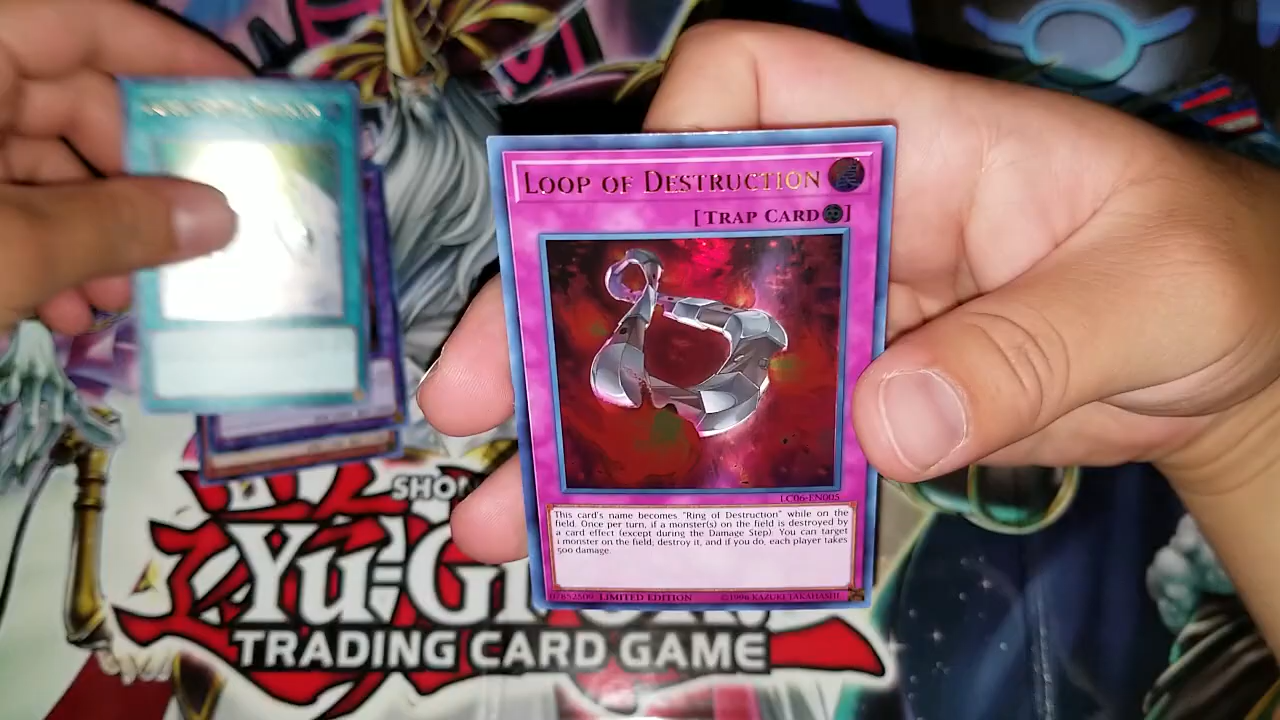 LOOP OF DESTRUCTION
[TRAP CARD]
LC06-EN005
This card's name becomes "Ring of Destruction" while on the
field. Once per turn, if a monster(s) on the field is destroyed by
a card effect (except during the Damage Step): You can target
1 monster on the field; destroy it, and if you do, each player takes
500 damage.
LIMITED EDITION
©1996 KAZUKI TAKAHASHI
SHON
YU-GI
TRADING CARD GAME